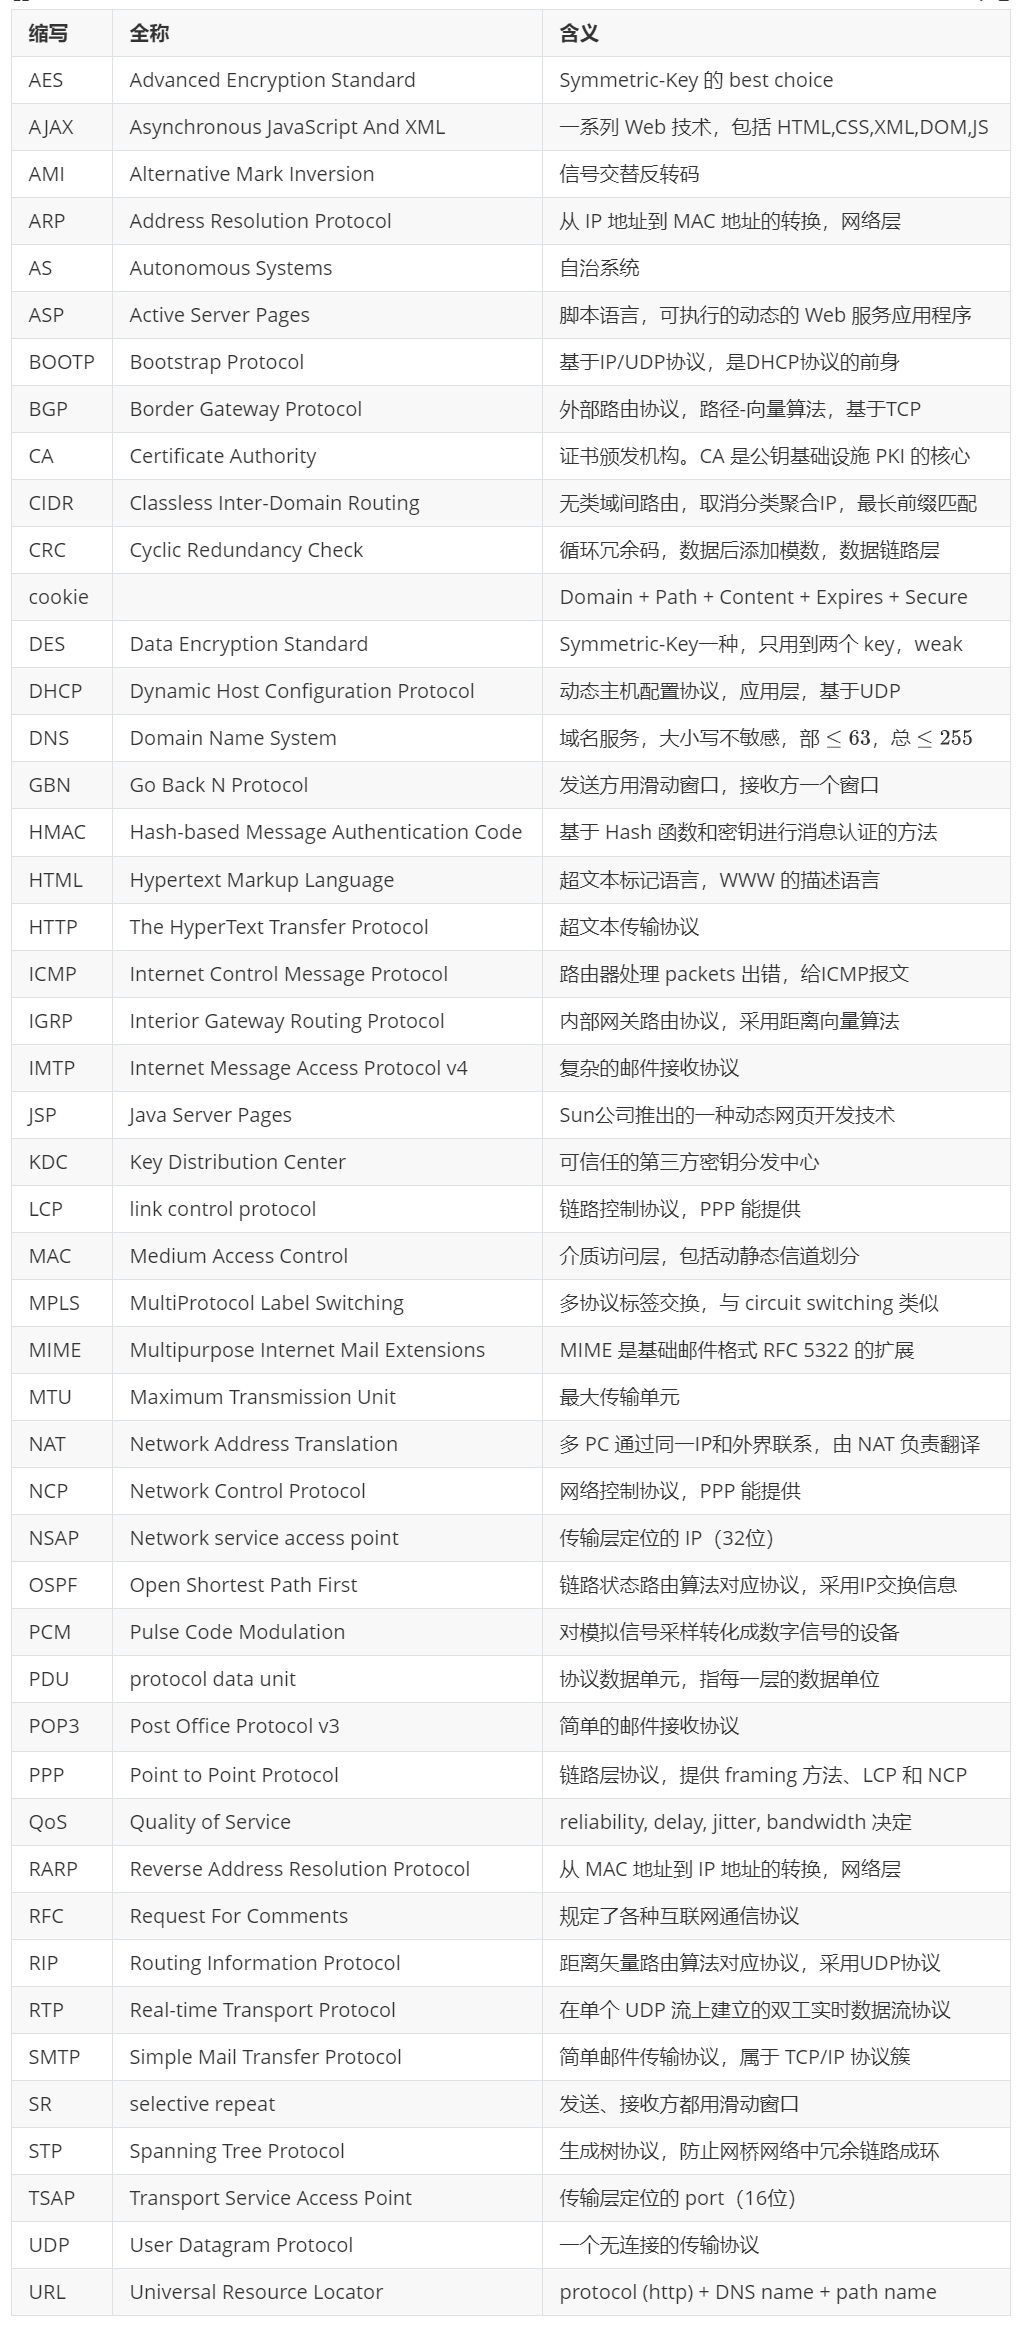 缩写 全称 含义
AES Advanced Encryption Standard Symmetric-Key 的 best choice
AJAX Asynchronous JavaScript And XML 一系列 Web 技术，包括 HTML,CSS,XML,DOM,JS
AMI Alternative Mark Inversion 信号交替反转码
ARP Address Resolution Protocol 从 IP 地址到 MAC 地址的转换，网络层
AS Autonomous Systems 自治系统
ASP Active Server Pages 脚本语言，可执行的动态的 Web 服务应用程序
BOOTP Bootstrap Protocol 基于IP/UDP协议，是DHCP协议的前身
BGP Border Gateway Protocol 外部路由协议，路径-向量算法，基于TCP
CA Certificate Authority 证书颁发机构。CA 是公钥基础设施 PKI 的核心
CIDR Classless Inter-Domain Routing 无类域间路由，取消分类聚合IP，最长前缀匹配
CRC Cyclic Redundancy Check 循环冗余码，数据后添加模数，数据链路层
cookie Domain + Path + Content + Expires + Secure
DES Data Encryption Standard Symmetric-Key一种，只用到两个 key，weak
DHCP Dynamic Host Configuration Protocol 动态主机配置协议，应用层，基于UDP
DNS Domain Name System 域名服务，大小写不敏感，部 ≤ 63，总 ≤ 255
GBN Go Back N Protocol 发送方用滑动窗口，接收方一个窗口
HMAC Hash-based Message Authentication Code 基于 Hash 函数和密钥进行消息认证的方法
HTML Hypertext Markup Language 超文本标记语言，WWW 的描述语言
HTTP The HyperText Transfer Protocol 超文本传输协议
ICMP Internet Control Message Protocol 路由器处理 packets 出错，给ICMP报文
IGRP Interior Gateway Routing Protocol 内部网关路由协议，采用距离向量算法
IMTP Internet Message Access Protocol v4 复杂的邮件接收协议
JSP Java Server Pages Sun公司推出的一种动态网页开发技术
KDC Key Distribution Center 可信任的第三方密钥分发中心
LCP link control protocol 链路控制协议，PPP 能提供
MAC Medium Access Control 介质访问层，包括动静态信道划分
MPLS MultiProtocol Label Switching 多协议标签交换，与 circuit switching 类似
MIME Multipurpose Internet Mail Extensions MIME 是基础邮件格式 RFC 5322 的扩展
MTU Maximum Transmission Unit 最大传输单元
NAT Network Address Translation 多 PC 通过同一IP和外界联系，由 NAT 负责翻译
NCP Network Control Protocol 网络控制协议，PPP 能提供
NSAP Network service access point 传输层定位的 IP（32位）
OSPF Open Shortest Path First 链路状态路由算法对应协议，采用IP交换信息
PCM Pulse Code Modulation 对模拟信号采样转化成数字信号的设备
PDU protocol data unit 协议数据单元，指每一层的数据单位
POP3 Post Office Protocol v3 简单的邮件接收协议
PPP Point to Point Protocol 链路层协议，提供 framing 方法、LCP 和 NCP
QoS Quality of Service reliability, delay, jitter, bandwidth 决定
RARP Reverse Address Resolution Protocol 从 MAC 地址到 IP 地址的转换，网络层
RFC Request For Comments 规定了各种互联网通信协议
RIP Routing Information Protocol 距离矢量路由算法对应协议，采用UDP协议
RTP Real-time Transport Protocol 在单个 UDP 流上建立的双工实时数据流协议
SMTP Simple Mail Transfer Protocol 简单邮件传输协议，属于 TCP/IP 协议簇
SR selective repeat 发送、接收方都用滑动窗口
STP Spanning Tree Protocol 生成树协议，防止网桥网络中冗余链路成环
TSAP Transport Service Access Point 传输层定位的 port（16位）
UDP User Datagram Protocol 一个无连接的传输协议
URL Universal Resource Locator protocol (http) + DNS name + path name